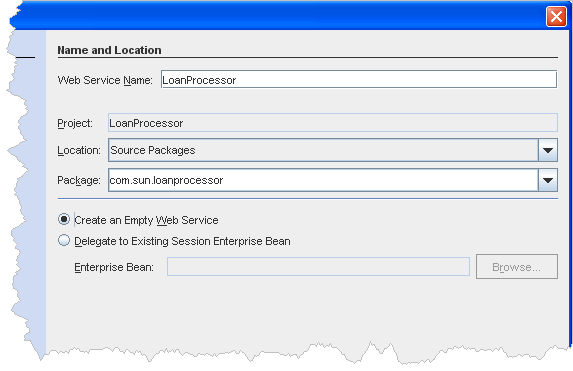 Name and Location
Web Service Name: LoanProcessor
Project: LoanProcessor
Location: Source Packages
Package: com.sun.loanprocessor
Create an Empty Web Service
Delegate to Existing Session Enterprise Bean
Enterprise Bean: Browse...